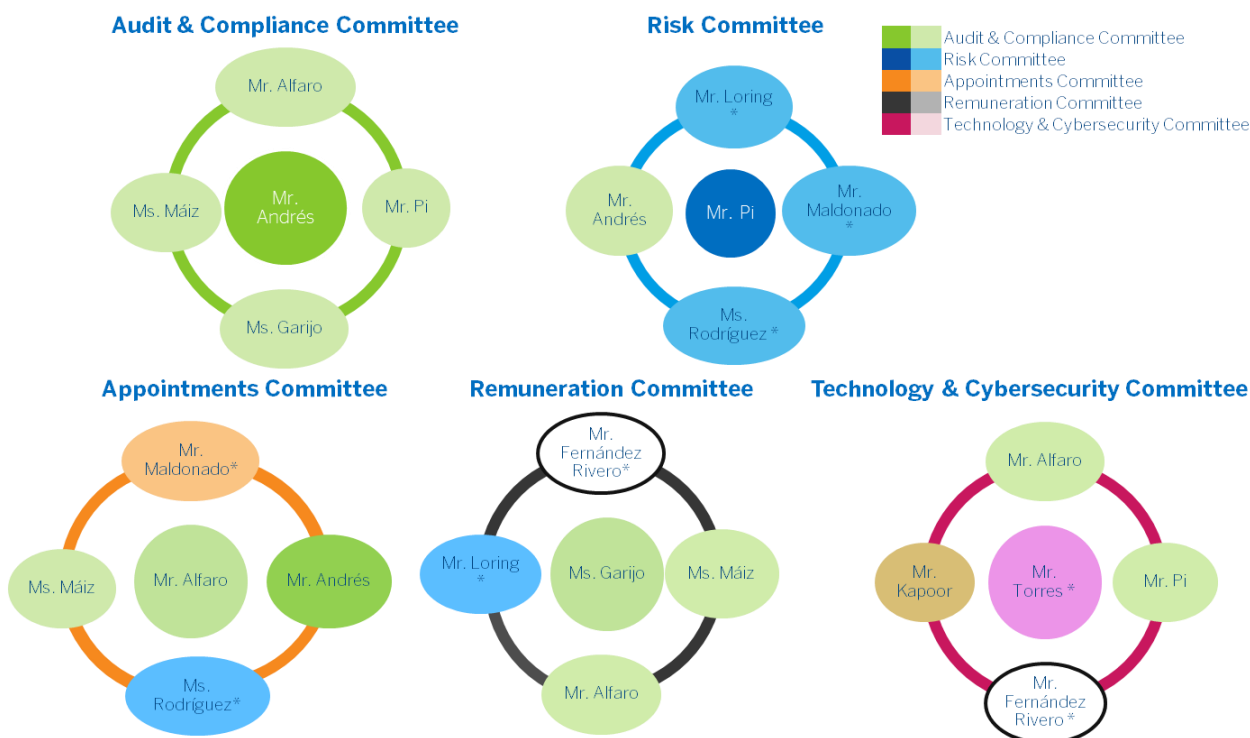 Audit & Compliance Committee
Mr. Alfaro
Ms. Máiz
Mr.
Andrés
Mr. Pi
Ms. Garijo
Risk Committee
Mr. Loring
*
Mr.
Andrés
Mr. Pi
Mr.
Maldonado
*
Ms.
Rodríguez *
Audit & Compliance Committee
Risk Committee
Appointments Committee
Remuneration Committee
Technology & Cybersecurity Committee
Appointments Committee
Mr.
Maldonado*
Ms. Máiz
Mr. Alfaro
Mr. Andrés
Ms.
Rodríguez*
Remuneration Committee
Mr.
Fernández
Rivero*
Mr. Loring
*
Ms. Garijo
Ms. Máiz
Mr. Alfaro
Technology & Cybersecurity Committee
Mr. Alfaro
Mr.
Kapoor
Mr.
Torres *
Mr. Pi
Mr.
Fernández
Rivero *